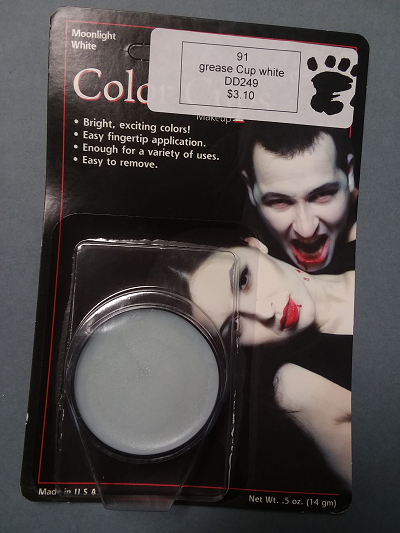 Moonlight
White
91
grease Cup white
DD249
$3.10
Color
Makeup
• Bright, exciting colors!
• Easy fingertip application.
• Enough for a variety of uses.
• Easy to remove.
Made in U.S.A
Net Wt. .5 oz. (14 gm)